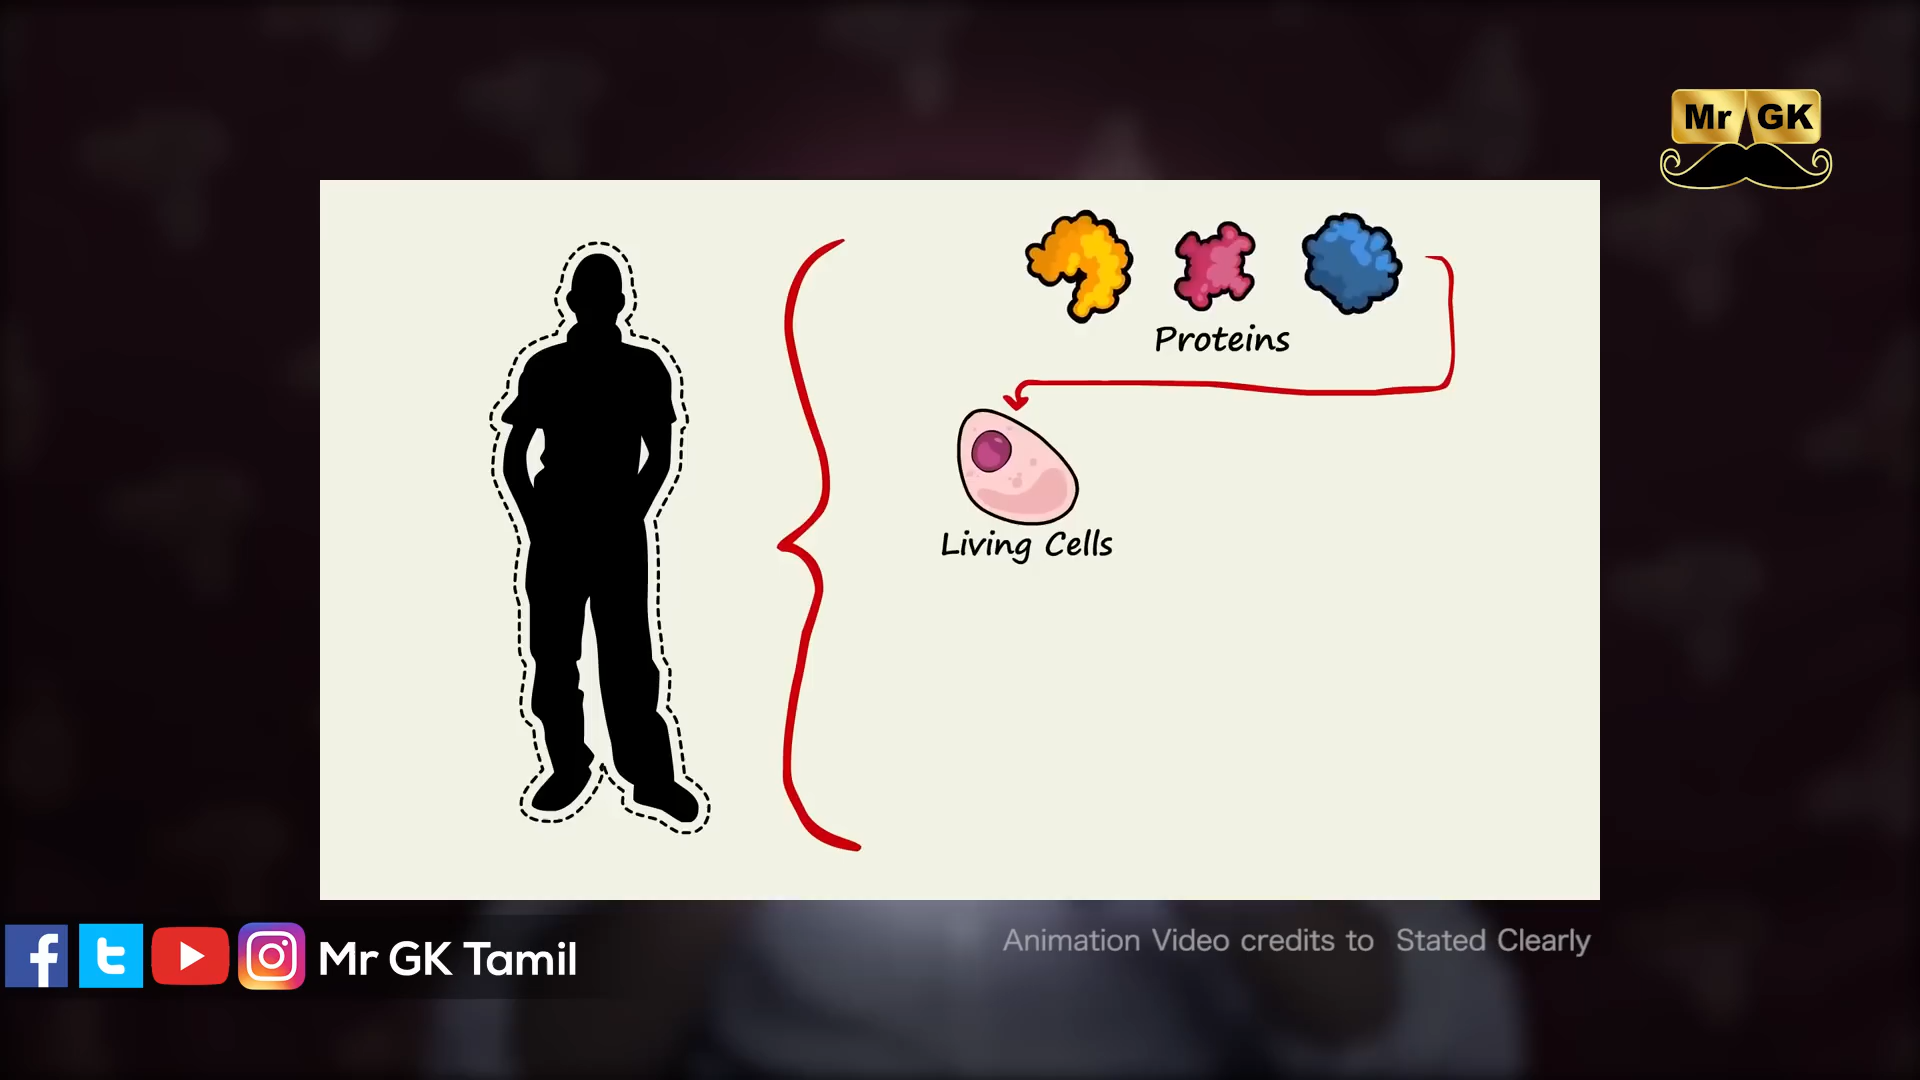 Mr GK
Proteins
Living Cells
Mr GK Tamil
Animation Video credits to Stated Clearly